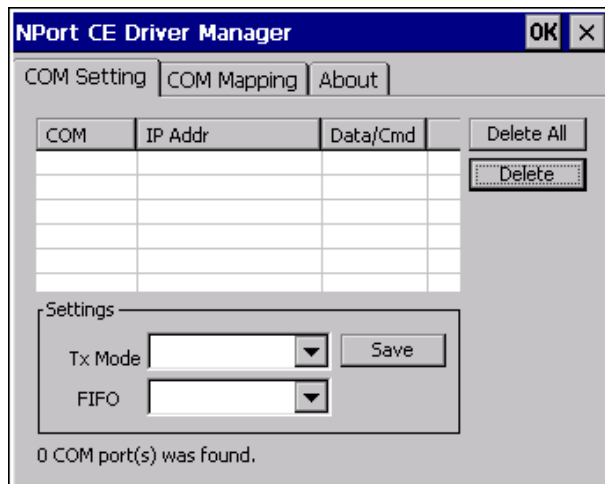 NPort CE Driver Manager OK ×
COM Setting COM Mapping About
COM IP Addr Data/Cmd Delete All
Delete
Settings
Tx Mode Save
FIFO
0 COM port(s) was found.